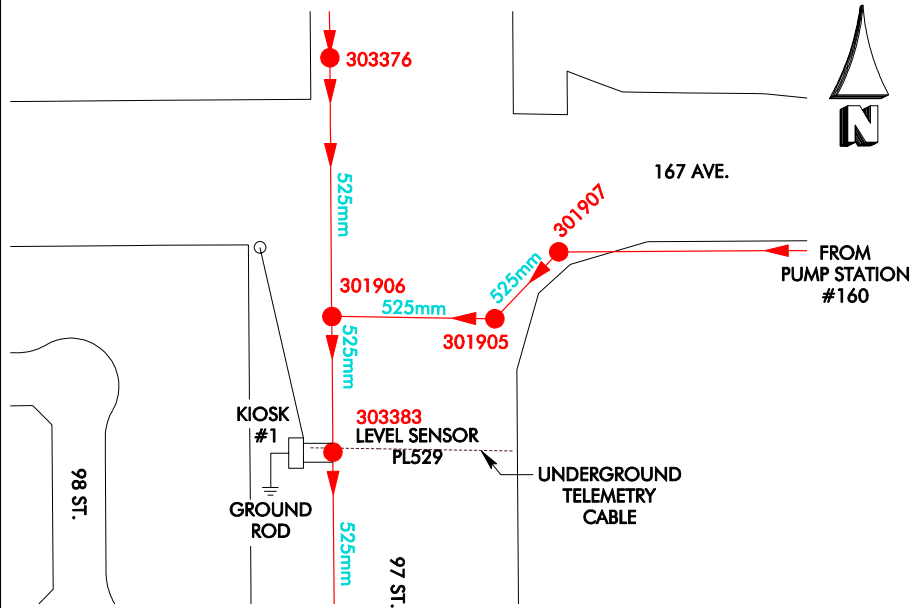 303376
N
167 AVE.
525mm
301907
FROM
PUMP STATION
#160
525mm
301906
525mm
301905
525mm
KIOSK
#1
303383
LEVEL SENSOR
PL529
UNDERGROUND
TELEMETRY
CABLE
98 ST.
GROUND
ROD
525mm
97 ST.